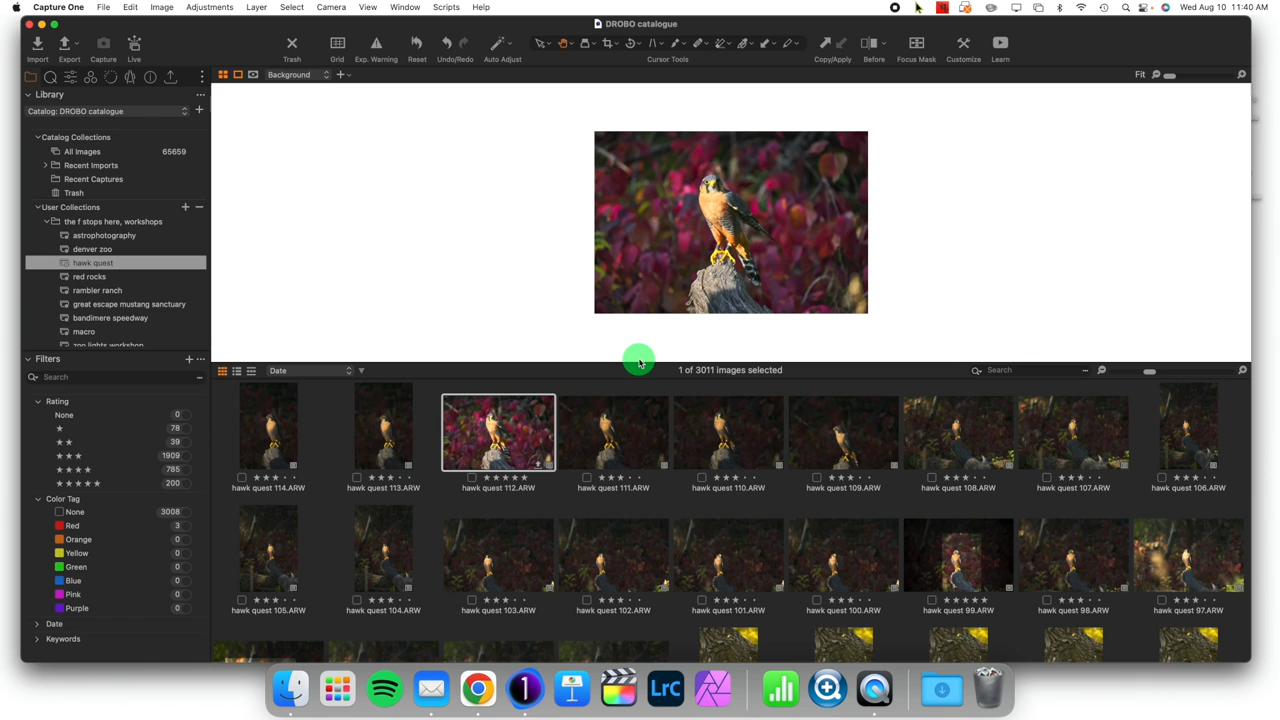 Capture One File Edit Image Adjustments Layer Select Camera View Window Scripts Help Wed Aug 10 11:40 AM
DROBO catalogue
Import Export Capture Live Trash Grid Exp. Warning Reset Undo/Redo Auto Adjust Cursor Tools Copy/Apply Before Focus Mask Customize Learn
Background Fit
Library
Catalog: DROBO catalogue
Catalog Collections
All Images 65659
Recent Imports
Recent Captures
Trash
User Collections
the f stops here, workshops
astrophotography
denver zoo
hawk quest
red rocks
rambler ranch
great escape mustang sanctuary
bandimere speedway
macro
zoo lights workshop
Filters
Search
Rating
None 0
★ 78
★★ 39
★★★ 1909
★★★★ 785
★★★★★ 200
Color Tag
None 3008
Red 3
Orange 0
Yellow 0
Green 0
Blue 0
Pink 0
Purple 0
Date
Keywords
Date 1 of 3011 images selected Search
hawk quest 114.ARW hawk quest 113.ARW hawk quest 112.ARW hawk quest 111.ARW hawk quest 110.ARW hawk quest 109.ARW hawk quest 108.ARW hawk quest 107.ARW hawk quest 106.ARW
hawk quest 105.ARW hawk quest 104.ARW hawk quest 103.ARW hawk quest 102.ARW hawk quest 101.ARW hawk quest 100.ARW hawk quest 99.ARW hawk quest 98.ARW hawk quest 97.ARW
1 LrC